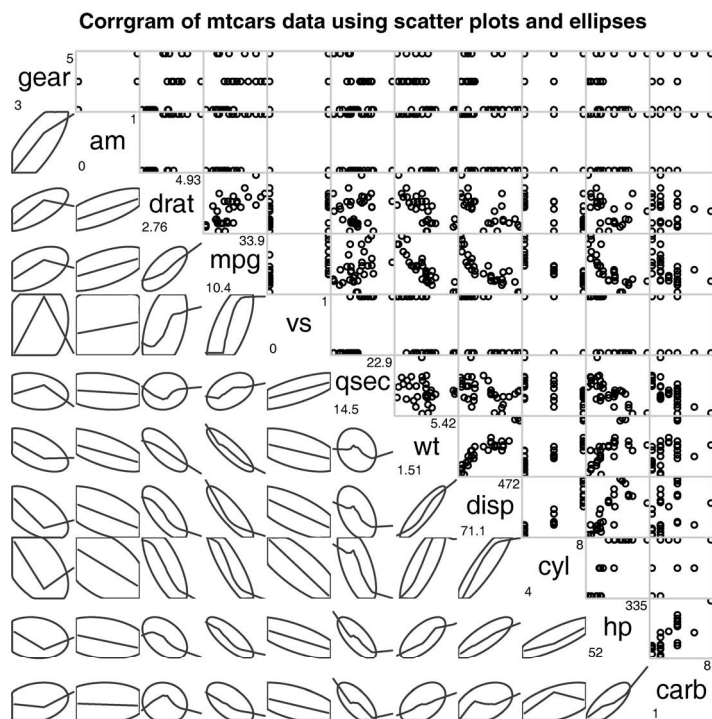 Corrgram of mtcars data using scatter plots and ellipses
5
gear
3
1
am
0
4.93
drat
2.76
33.9
mpg
10.4
1
vs
0
22.9
qsec
14.5
5.42
wt
1.51
472
disp
71.1
8
cyl
4
335
hp
52
8
carb
1